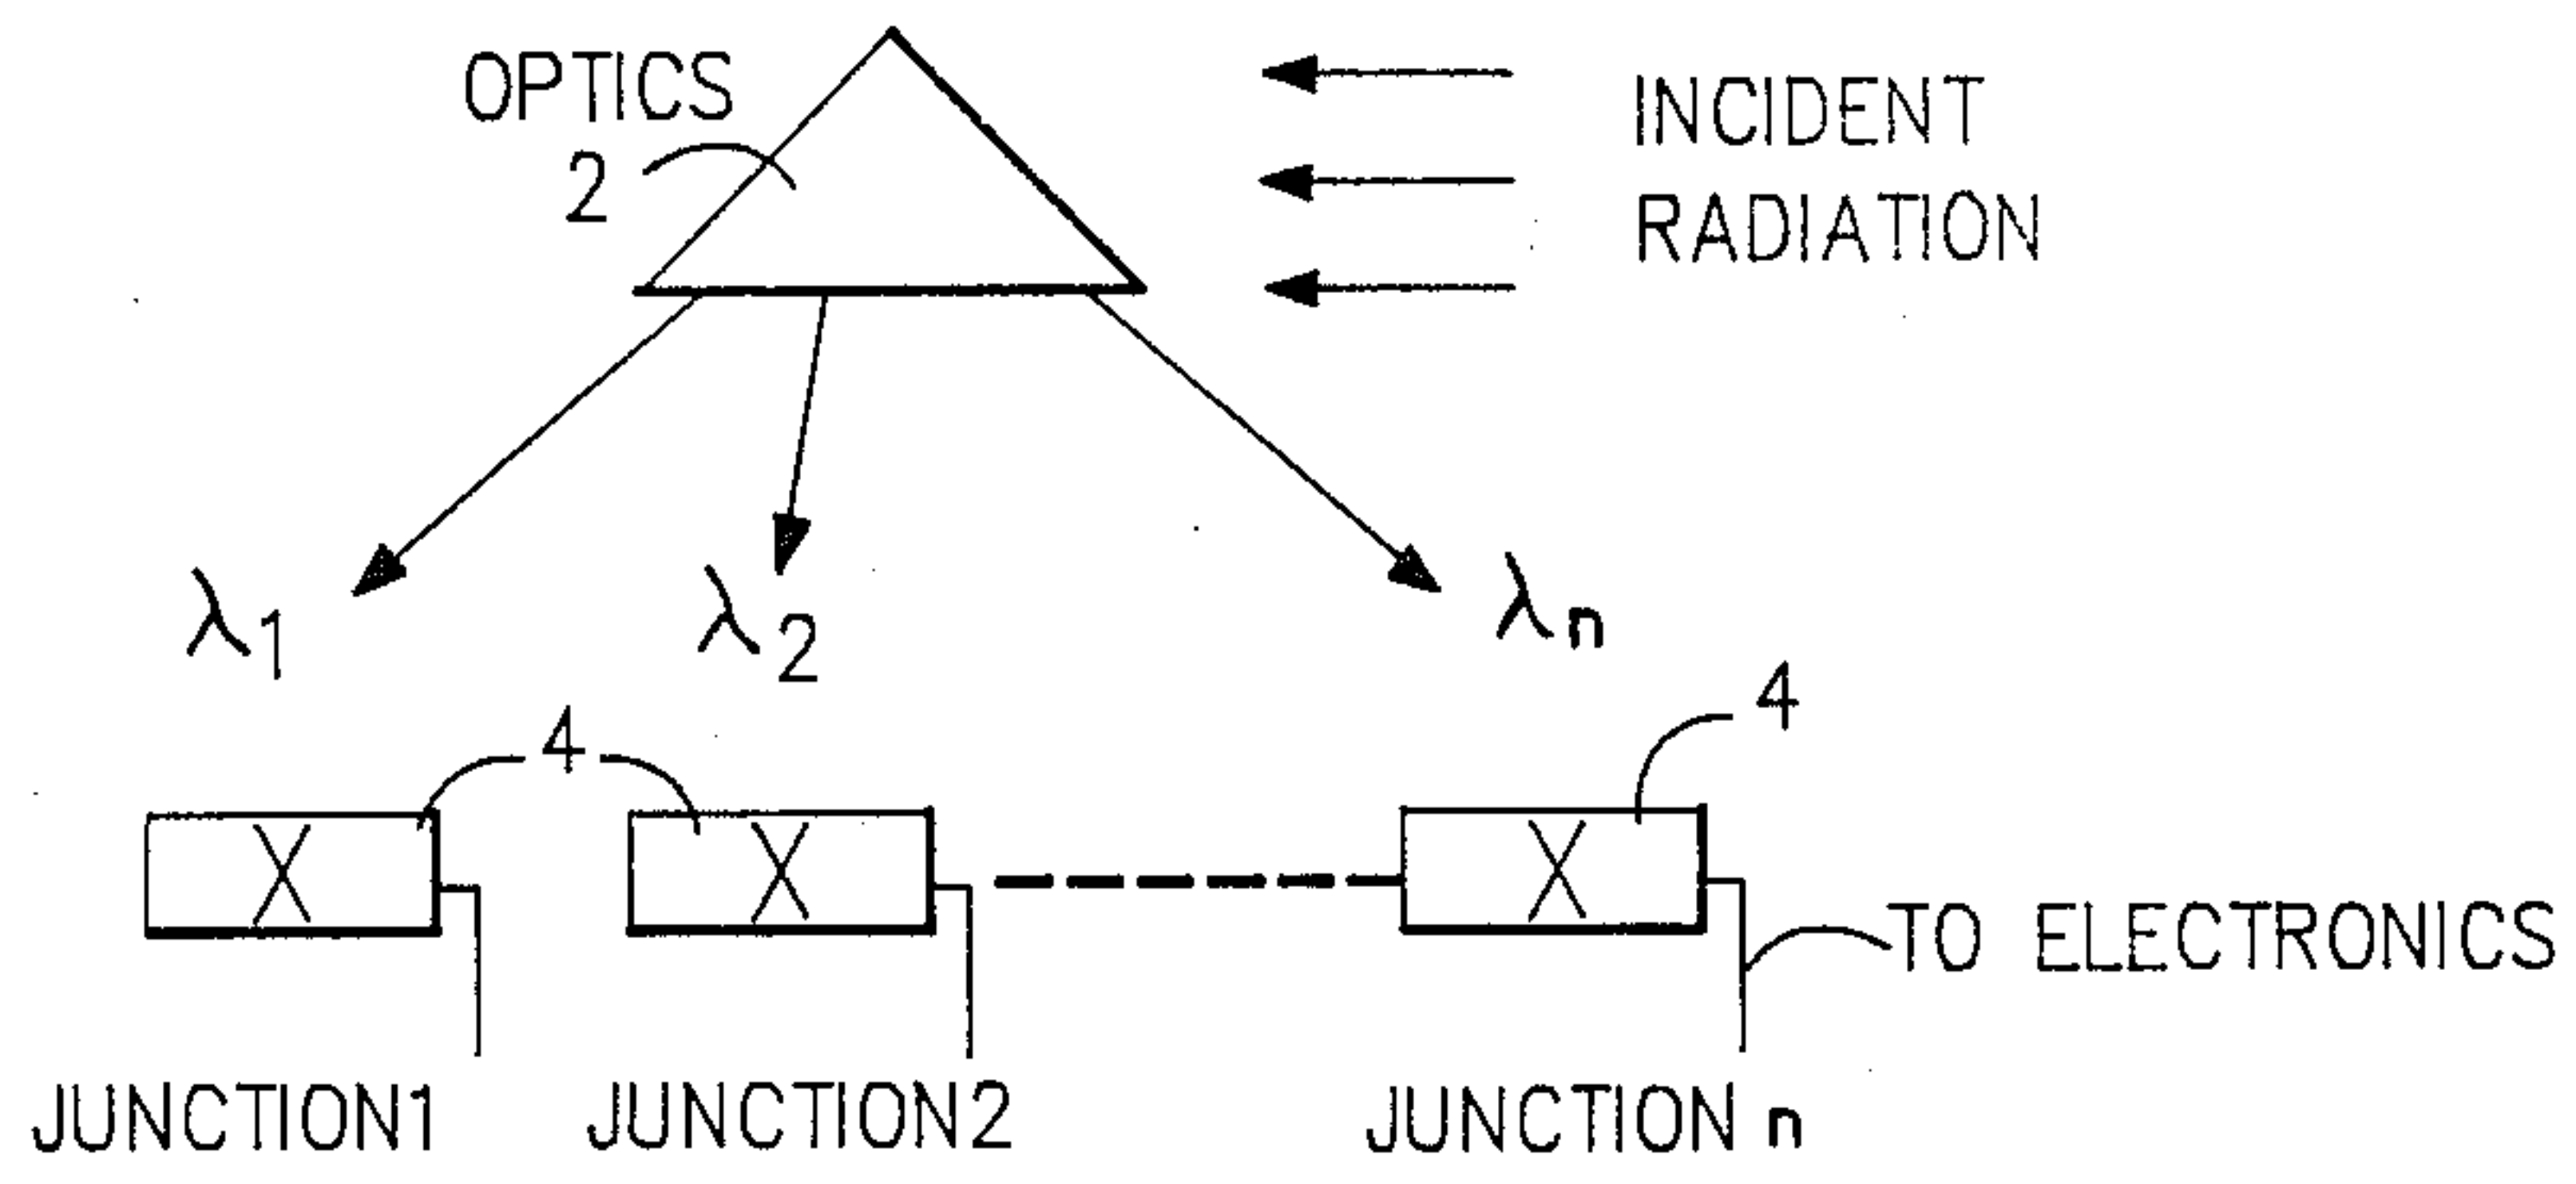 OPTICS
2
INCIDENT
RADIATION
λ1
λ2
λn
4
4
X
X
X
TO ELECTRONICS
JUNCTION1
JUNCTION2
JUNCTION n